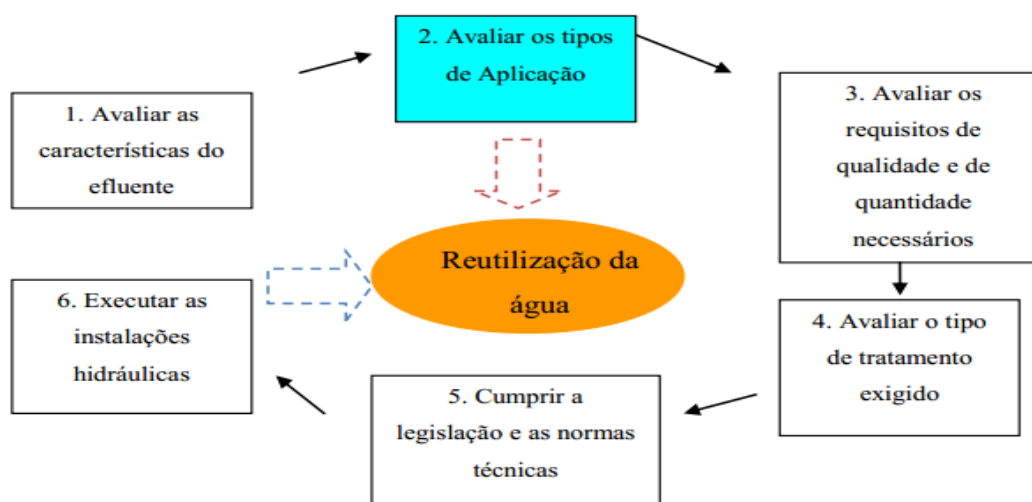 1. Avaliar as
características do
efluente
2. Avaliar os tipos
de Aplicação
3. Avaliar os
requisitos de
qualidade e de
quantidade
necessários
4. Avaliar o tipo
de tratamento
exigido
5. Cumprir a
legislação e as normas
técnicas
6. Executar as
instalações
hidráulicas
Reutilização da
água